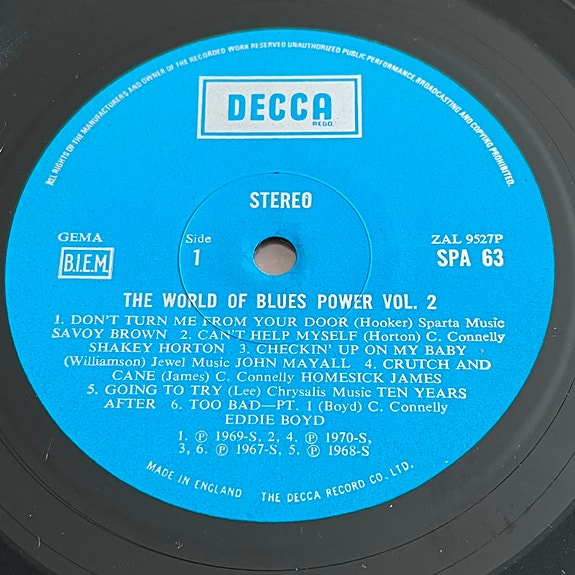 ALL RIGHTS OF THE MANUFACTURERS AND OWNER OF THE RECORDED WORK RESERVED UNAUTHORIZED PUBLIC PERFORMANCE, BROADCASTING AND COPYING PROHIBITED.
DECCA
REGD.
STEREO
GEMA
Side
ZAL 9527P
B.I.E.M.
1
SPA 63
THE WORLD OF BLUES POWER VOL. 2
1. DON'T TURN ME FROM YOUR DOOR (Hooker) Sparta Music
SAVOY BROWN 2. CAN'T HELP MYSELF (Horton) C. Connelly
SHAKEY HORTON 3. CHECKIN' UP ON MY BABY
(Williamson) Jewel Music JOHN MAYALL 4. CRUTCH AND
CANE (James) C. Connelly HOMESICK JAMES
5. GOING TO TRY (Lee) Chrysalis Music TEN YEARS
AFTER 6. TOO BAD—PT. 1 (Boyd) C. Connelly
EDDIE BOYD
1. ℗ 1969-S, 2, 4. ℗ 1970-S,
3, 6. ℗ 1967-S, 5. ℗ 1968-S
MADE IN ENGLAND THE DECCA RECORD CO., LTD.